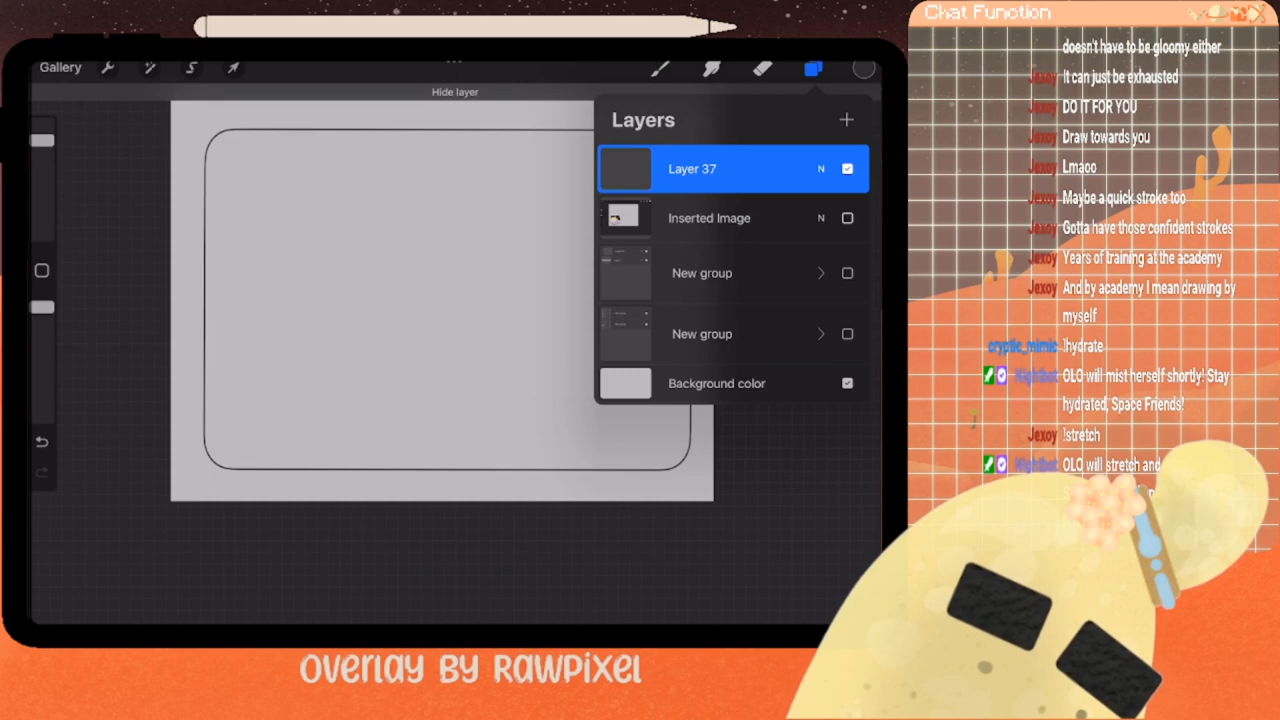 Chat Function
Gallery
Hide layer
Layers
Layer 37
N
Inserted Image
N
New group
New group
Background color
doesn't have to be gloomy either
Jexoy It can just be exhausted
Jexoy DO IT FOR YOU
Jexoy Draw towards you
Jexoy Lmaoo
Jexoy Maybe a quick stroke too
Jexoy Gotta have those confident strokes
Jexoy Years of training at the academy
Jexoy And by academy I mean drawing by
myself
cryptic_mimic !hydrate
Nightbot OLO will mist herself shortly! Stay
hydrated, Space Friends!
Jexoy !stretch
Nightbot OLO will stretch and
Overlay by Rawpixel